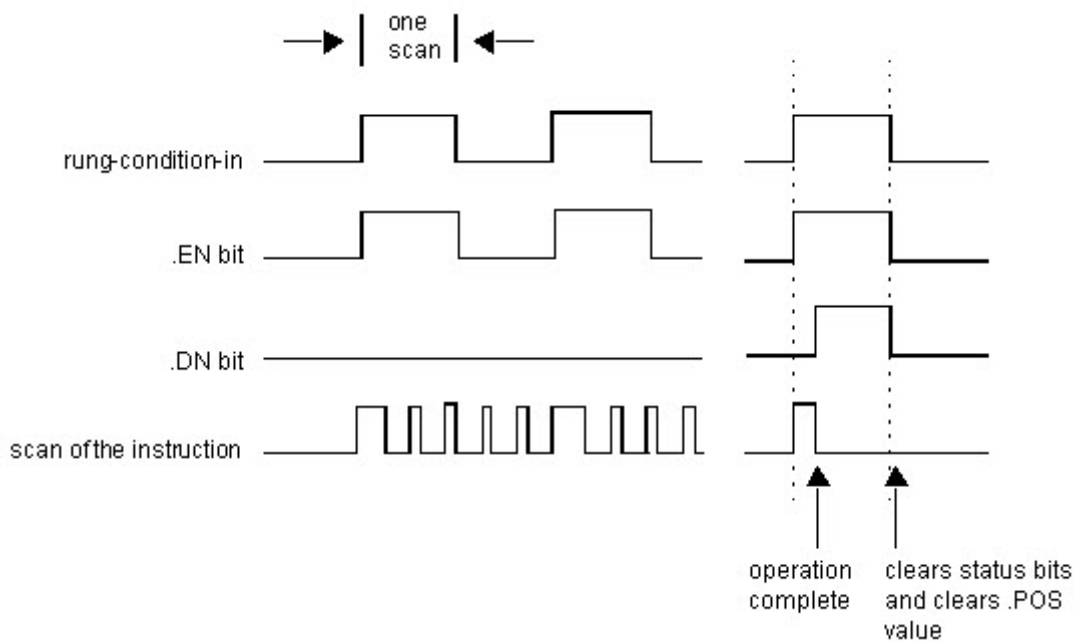 one
scan
rung-condition-in
.EN bit
.DN bit
scan of the instruction
operation
complete
clears status bits
and clears .POS
value